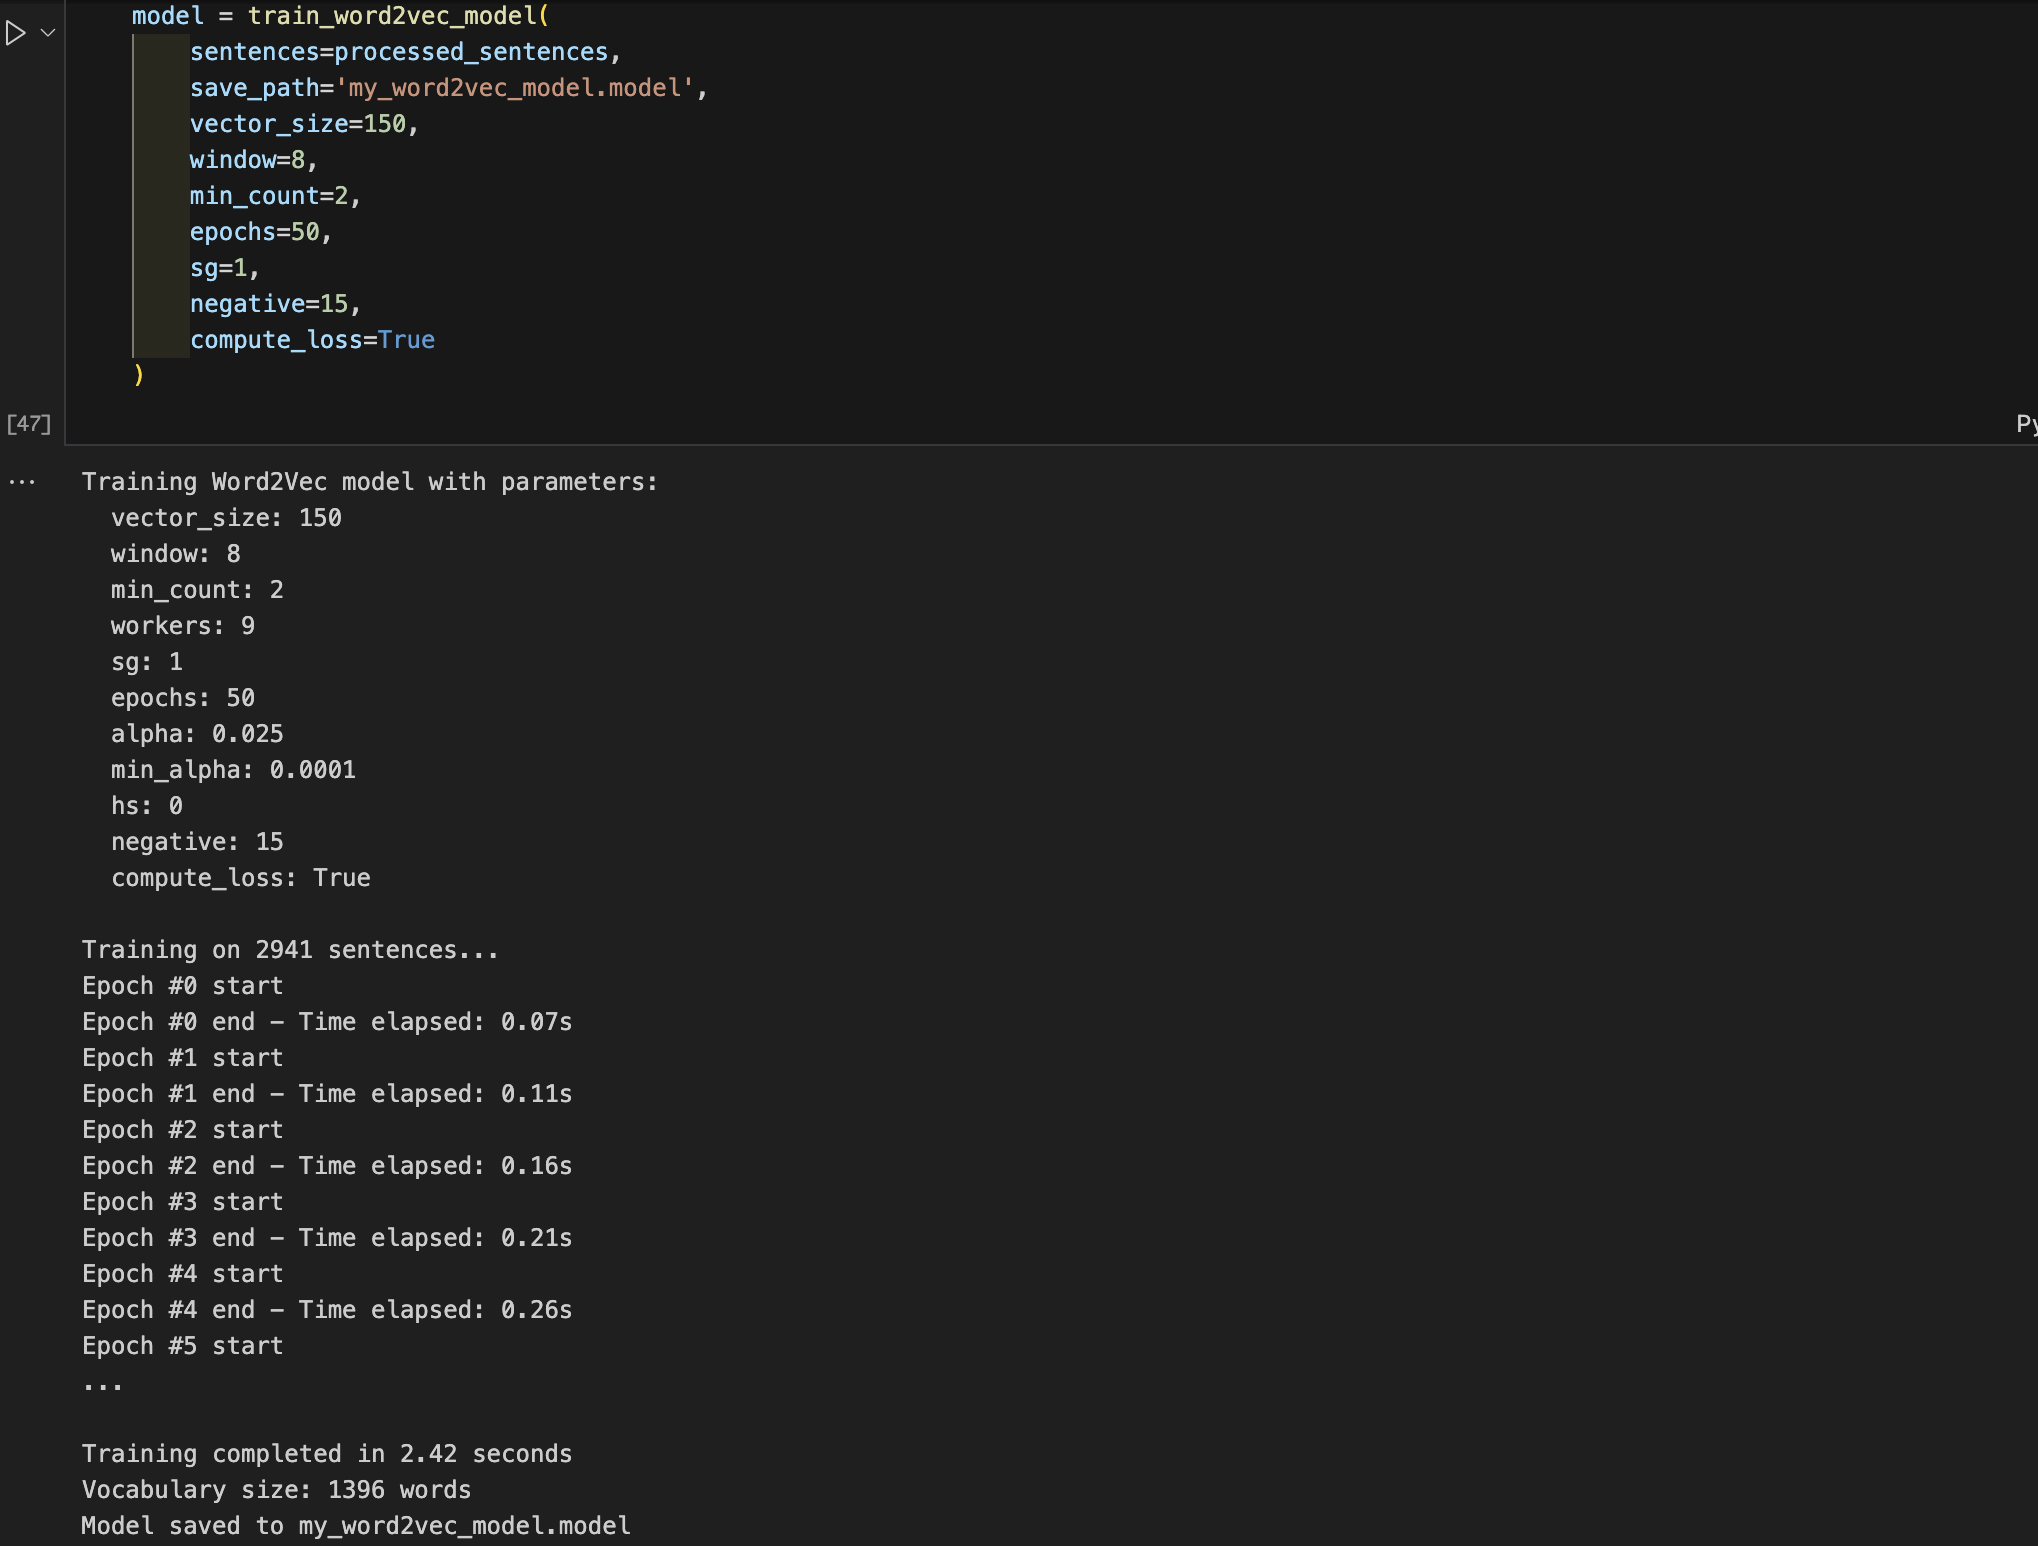 model = train_word2vec_model(
    sentences=processed_sentences,
    save_path='my_word2vec_model.model',
    vector_size=150,
    window=8,
    min_count=2,
    epochs=50,
    sg=1,
    negative=15,
    compute_loss=True
)
[47]
Py
...
Training Word2Vec model with parameters:
  vector_size: 150
  window: 8
  min_count: 2
  workers: 9
  sg: 1
  epochs: 50
  alpha: 0.025
  min_alpha: 0.0001
  hs: 0
  negative: 15
  compute_loss: True
Training on 2941 sentences...
Epoch #0 start
Epoch #0 end – Time elapsed: 0.07s
Epoch #1 start
Epoch #1 end – Time elapsed: 0.11s
Epoch #2 start
Epoch #2 end – Time elapsed: 0.16s
Epoch #3 start
Epoch #3 end – Time elapsed: 0.21s
Epoch #4 start
Epoch #4 end – Time elapsed: 0.26s
Epoch #5 start
...
Training completed in 2.42 seconds
Vocabulary size: 1396 words
Model saved to my_word2vec_model.model